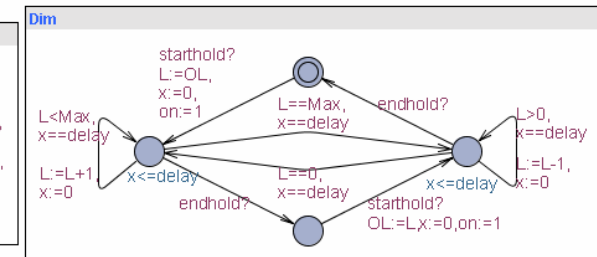 Dim
starthold?
L:=OL,
x:=0,
on:=1
L<Max,
x==delay
L:=L+1,
x:=0
x<=delay
L==Max,
x==delay
endhold?
L>0,
x==delay
L:=L-1,
x:=0
x<=delay
L==0,
x==delay
endhold?
starthold?
OL:=L,x:=0,on:=1